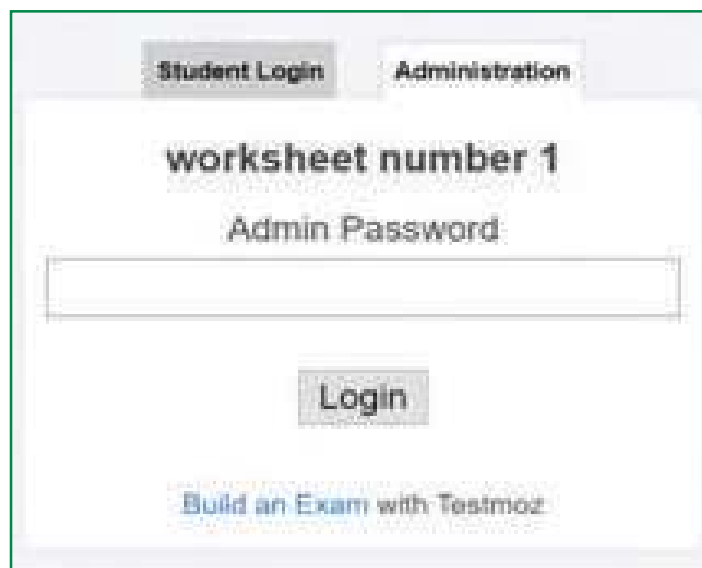 Student Login Administration
worksheet number 1
Admin Password
Login
Build an Exam with Testmoz